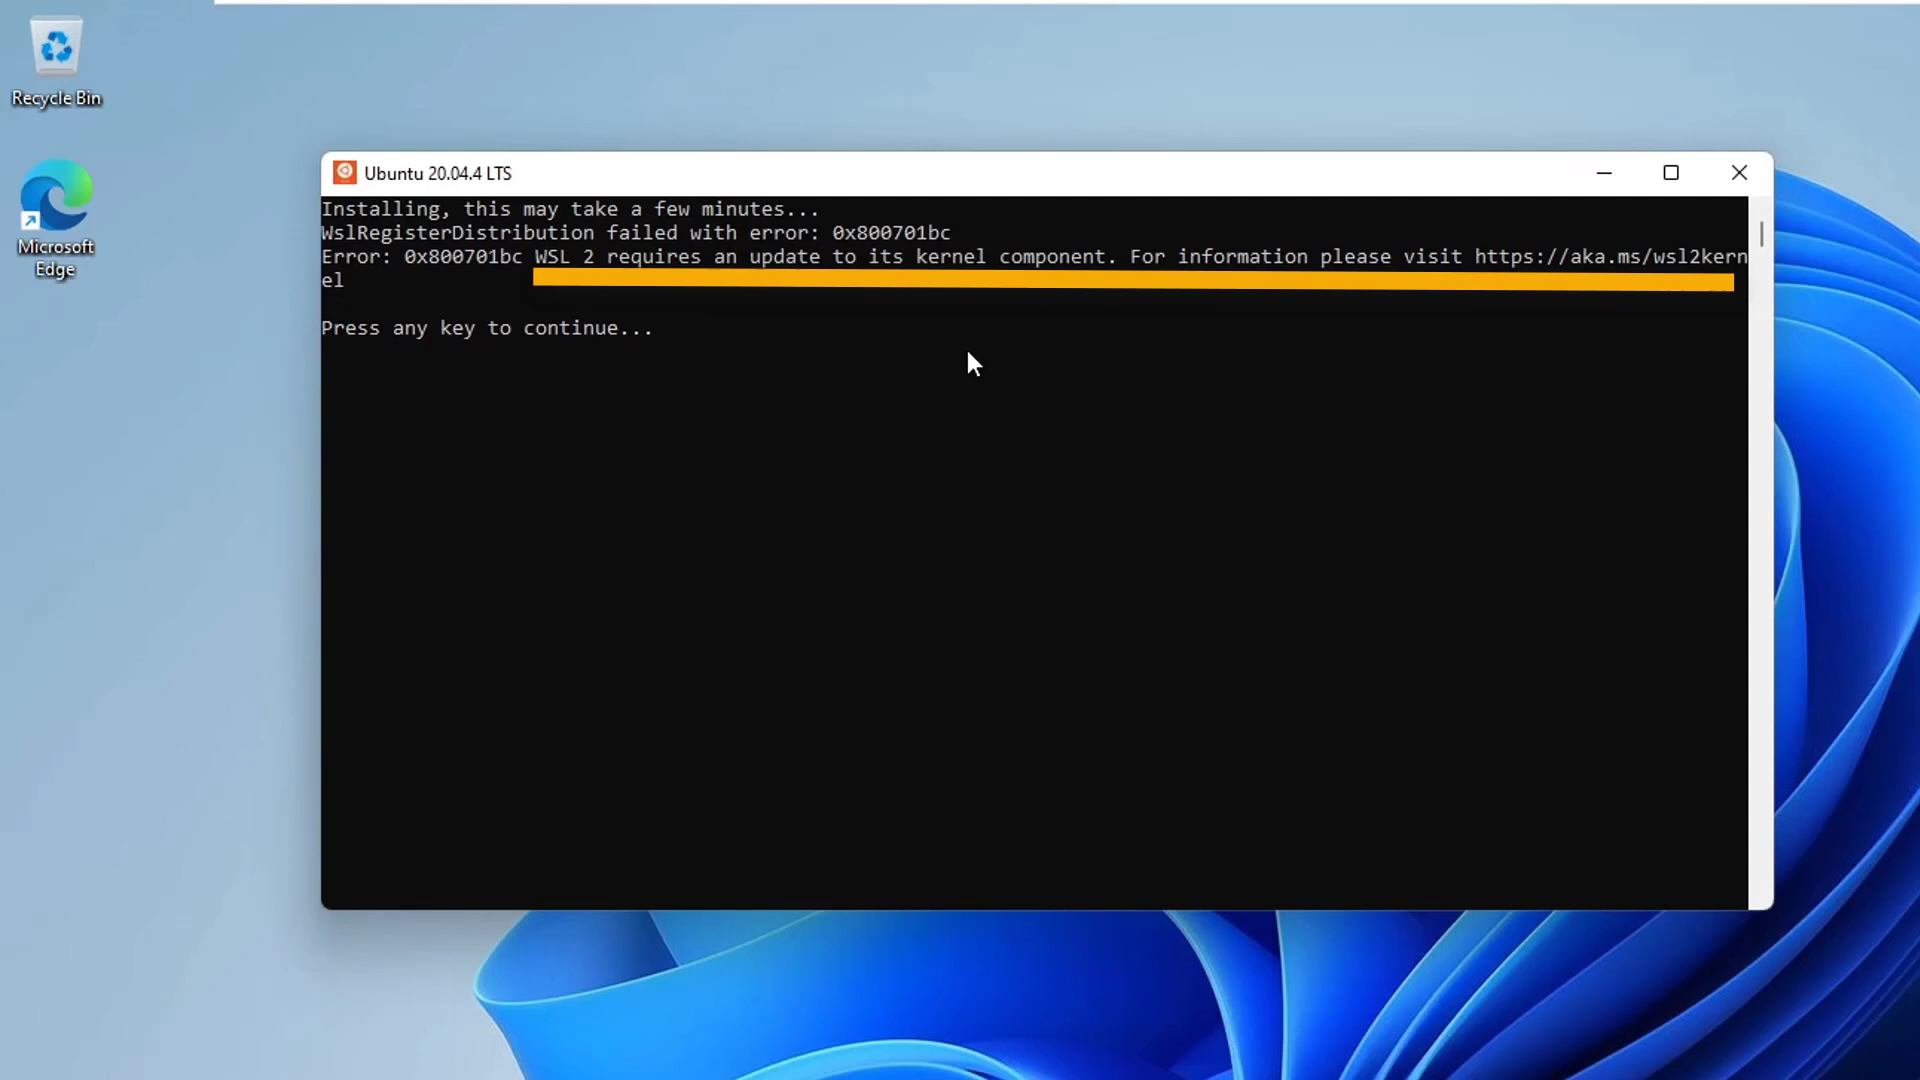 Recycle Bin
Microsoft
Edge
Ubuntu 20.04.4 LTS
Installing, this may take a few minutes...
WslRegisterDistribution failed with error: 0x800701bc
Error: 0x800701bc WSL 2 requires an update to its kernel component. For information please visit https://aka.ms/wsl2kern
el
Press any key to continue...